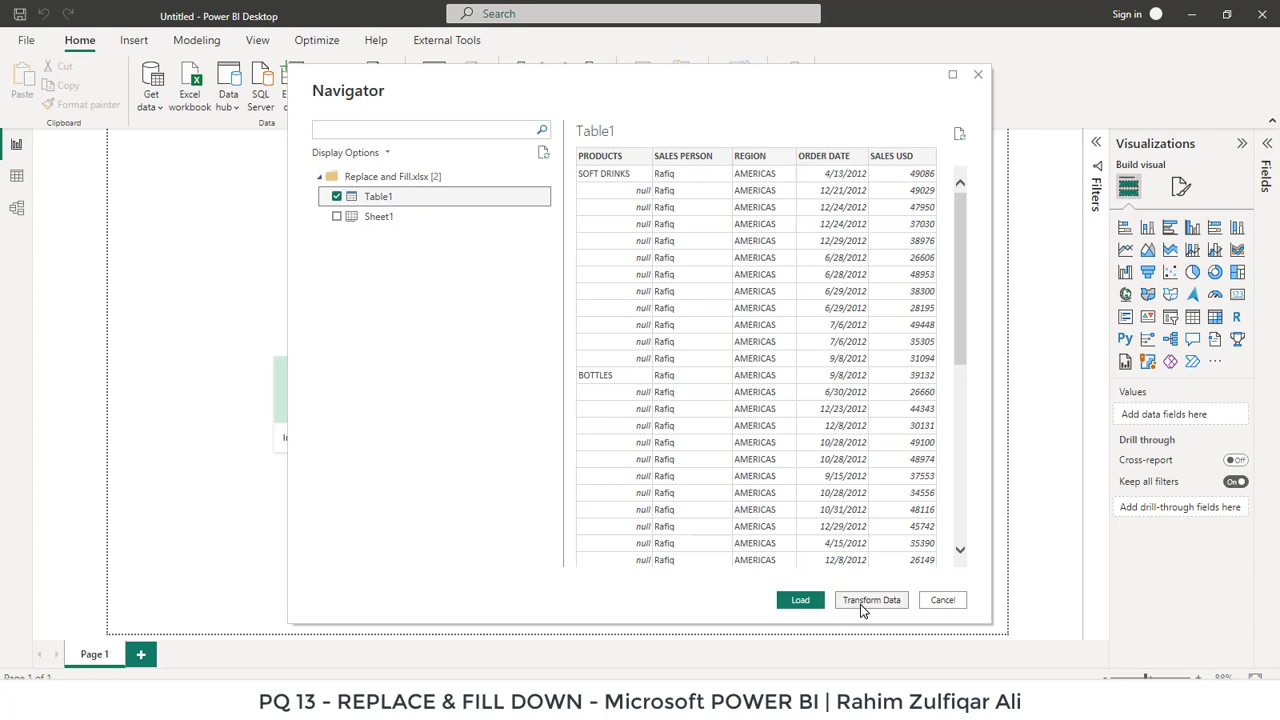 Untitled - Power BI Desktop
Search
Sign in
File
Home
Insert
Modeling
View
Optimize
Help
External Tools
Paste
Cut
Copy
Format painter
Clipboard
Get data
Excel workbook
Data hub
SQL Server
Data
Navigator
Display Options
Replace and Fill.xlsx [2]
Table1
Sheet1
Table1
PRODUCTS SALES PERSON REGION ORDER DATE SALES USD
SOFT DRINKS Rafiq AMERICAS 4/13/2012 49086
null Rafiq AMERICAS 12/21/2012 49029
null Rafiq AMERICAS 12/24/2012 47950
null Rafiq AMERICAS 12/24/2012 37030
null Rafiq AMERICAS 12/29/2012 38976
null Rafiq AMERICAS 6/28/2012 26606
null Rafiq AMERICAS 6/28/2012 48953
null Rafiq AMERICAS 6/29/2012 38300
null Rafiq AMERICAS 6/29/2012 28195
null Rafiq AMERICAS 7/6/2012 49448
null Rafiq AMERICAS 7/6/2012 35305
null Rafiq AMERICAS 9/8/2012 31094
BOTTLES Rafiq AMERICAS 9/8/2012 39132
null Rafiq AMERICAS 6/30/2012 26660
null Rafiq AMERICAS 12/23/2012 44343
null Rafiq AMERICAS 12/8/2012 30131
null Rafiq AMERICAS 10/28/2012 49100
null Rafiq AMERICAS 10/28/2012 48974
null Rafiq AMERICAS 9/15/2012 37553
null Rafiq AMERICAS 10/28/2012 34556
null Rafiq AMERICAS 10/31/2012 48116
null Rafiq AMERICAS 12/29/2012 45742
null Rafiq AMERICAS 4/15/2012 35390
null Rafiq AMERICAS 12/8/2012 26149
Load
Transform Data
Cancel
Filters
Visualizations
Build visual
Fields
Values
Add data fields here
Drill through
Cross-report
Off
Keep all filters
On
Add drill-through fields here
Page 1
Page 1 of 1
88%
PQ 13 - REPLACE & FILL DOWN - Microsoft POWER BI | Rahim Zulfiqar Ali